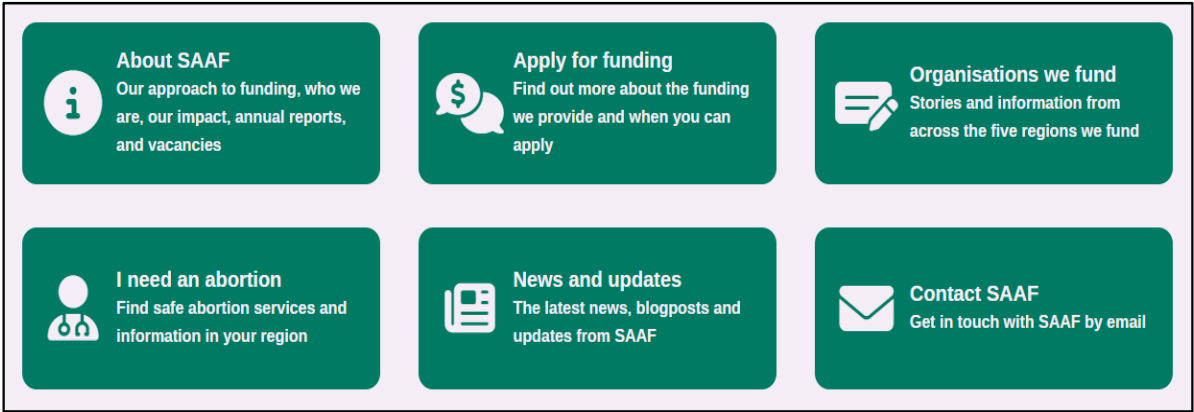 About SAAF
Our approach to funding, who we
are, our impact, annual reports,
and vacancies
Apply for funding
Find out more about the funding
we provide and when you can
apply
Organisations we fund
Stories and information from
across the five regions we fund
I need an abortion
Find safe abortion services and
information in your region
News and updates
The latest news, blogposts and
updates from SAAF
Contact SAAF
Get in touch with SAAF by email